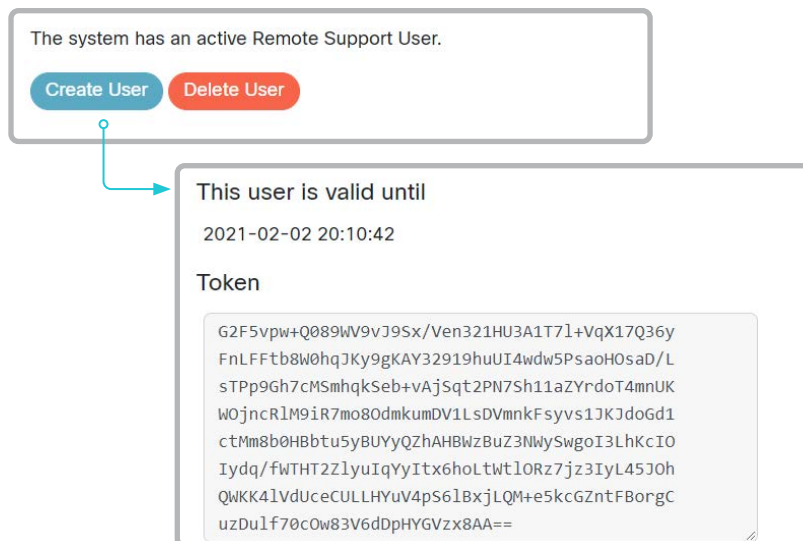 The system has an active Remote Support User.
Create User Delete User
This user is valid until
2021-02-02 20:10:42
Token
G2F5vpw+Q089WV9vJ9Sx/Ven321HU3A1T7l+VqX17Q36y
FnLFFtb8W0hqJKy9gKAY32919huUI4wdw5PsaoHOsaD/L
sTPp9Gh7cMSmhqkSeb+vAjSqt2PN7Sh11aZYrdoT4mnUK
WOjncRlM9iR7mo8OdmkumDV1LsDVmnkFsyvs1JKJdoGd1
ctMm8b0HBbtu5yBUYyQZhAHBWzBuZ3NWySwgoI3LhKcIO
Iydq/fWTHT2ZlyuIqYyItx6hoLtWtlORz7jz3IyL45JOh
QWKK4lVdUceCULLHYuV4pS6lBxjLQM+e5kcGZntFBorgC
uzDulf70cOw83V6dDpHYGVzx8AA==